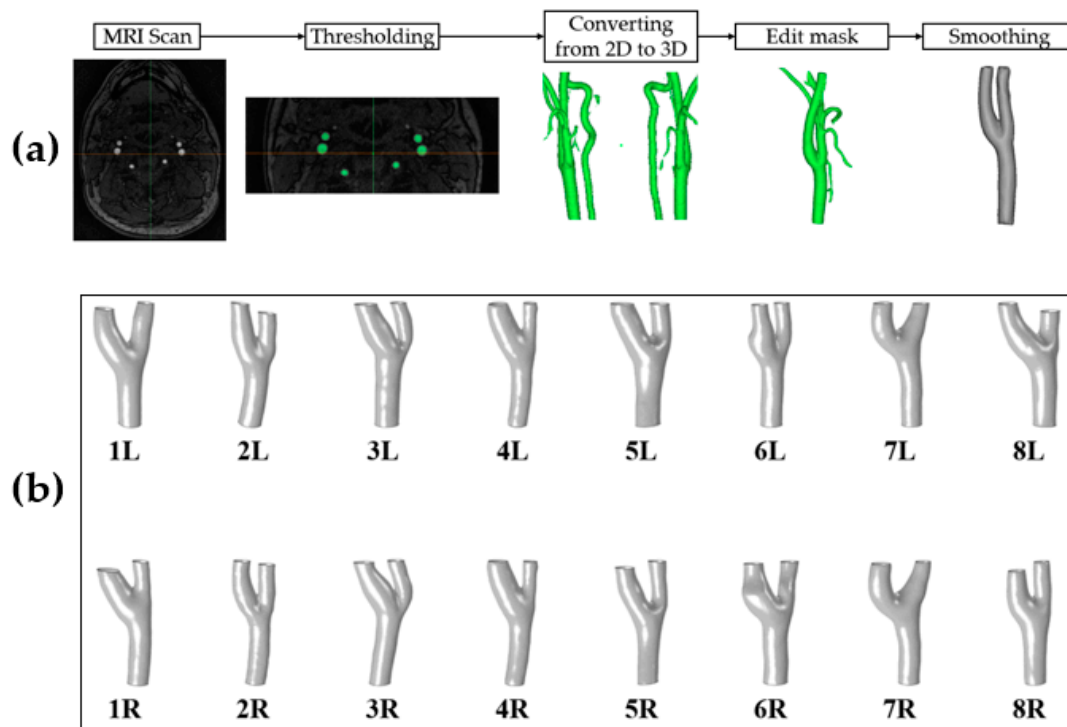 MRI Scan
Thresholding
Converting
from 2D to 3D
Edit mask
Smoothing
(a)
(b)
1L 2L 3L 4L 5L 6L 7L 8L
1R 2R 3R 4R 5R 6R 7R 8R